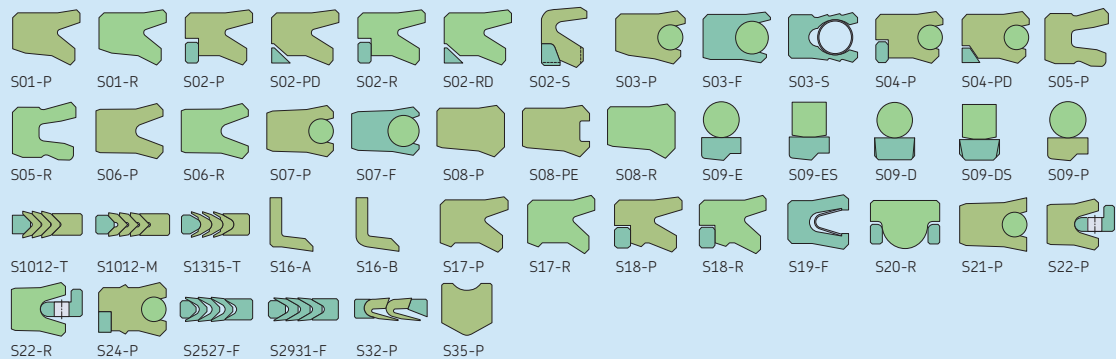 S01-P S01-R S02-P S02-PD S02-R S02-RD S02-S S03-P S03-F S03-S S04-P S04-PD S05-P
S05-R S06-P S06-R S07-P S07-F S08-P S08-PE S08-R S09-E S09-ES S09-D S09-DS S09-P
S1012-T S1012-M S1315-T S16-A S16-B S17-P S17-R S18-P S18-R S19-F S20-R S21-P S22-P
S22-R S24-P S2527-F S2931-F S32-P S35-P